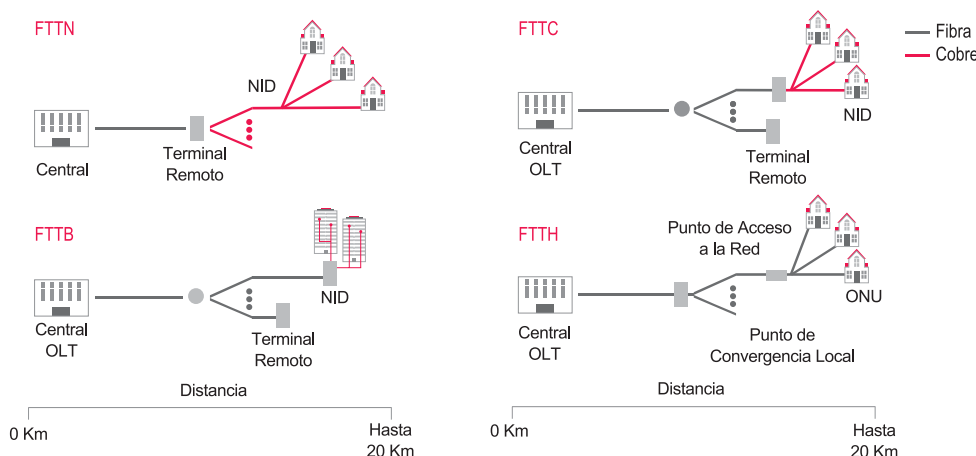 FTTN
NID
Central
Terminal
Remoto
FTTC
Fibra
Cobre
Central
OLT
NID
Terminal
Remoto
FTTB
Central
OLT
NID
Terminal
Remoto
Distancia
0 Km
Hasta
20 Km
FTTH
Punto de Acceso
a la Red
Central
OLT
ONU
Punto de
Convergencia Local
Distancia
0 Km
Hasta
20 Km